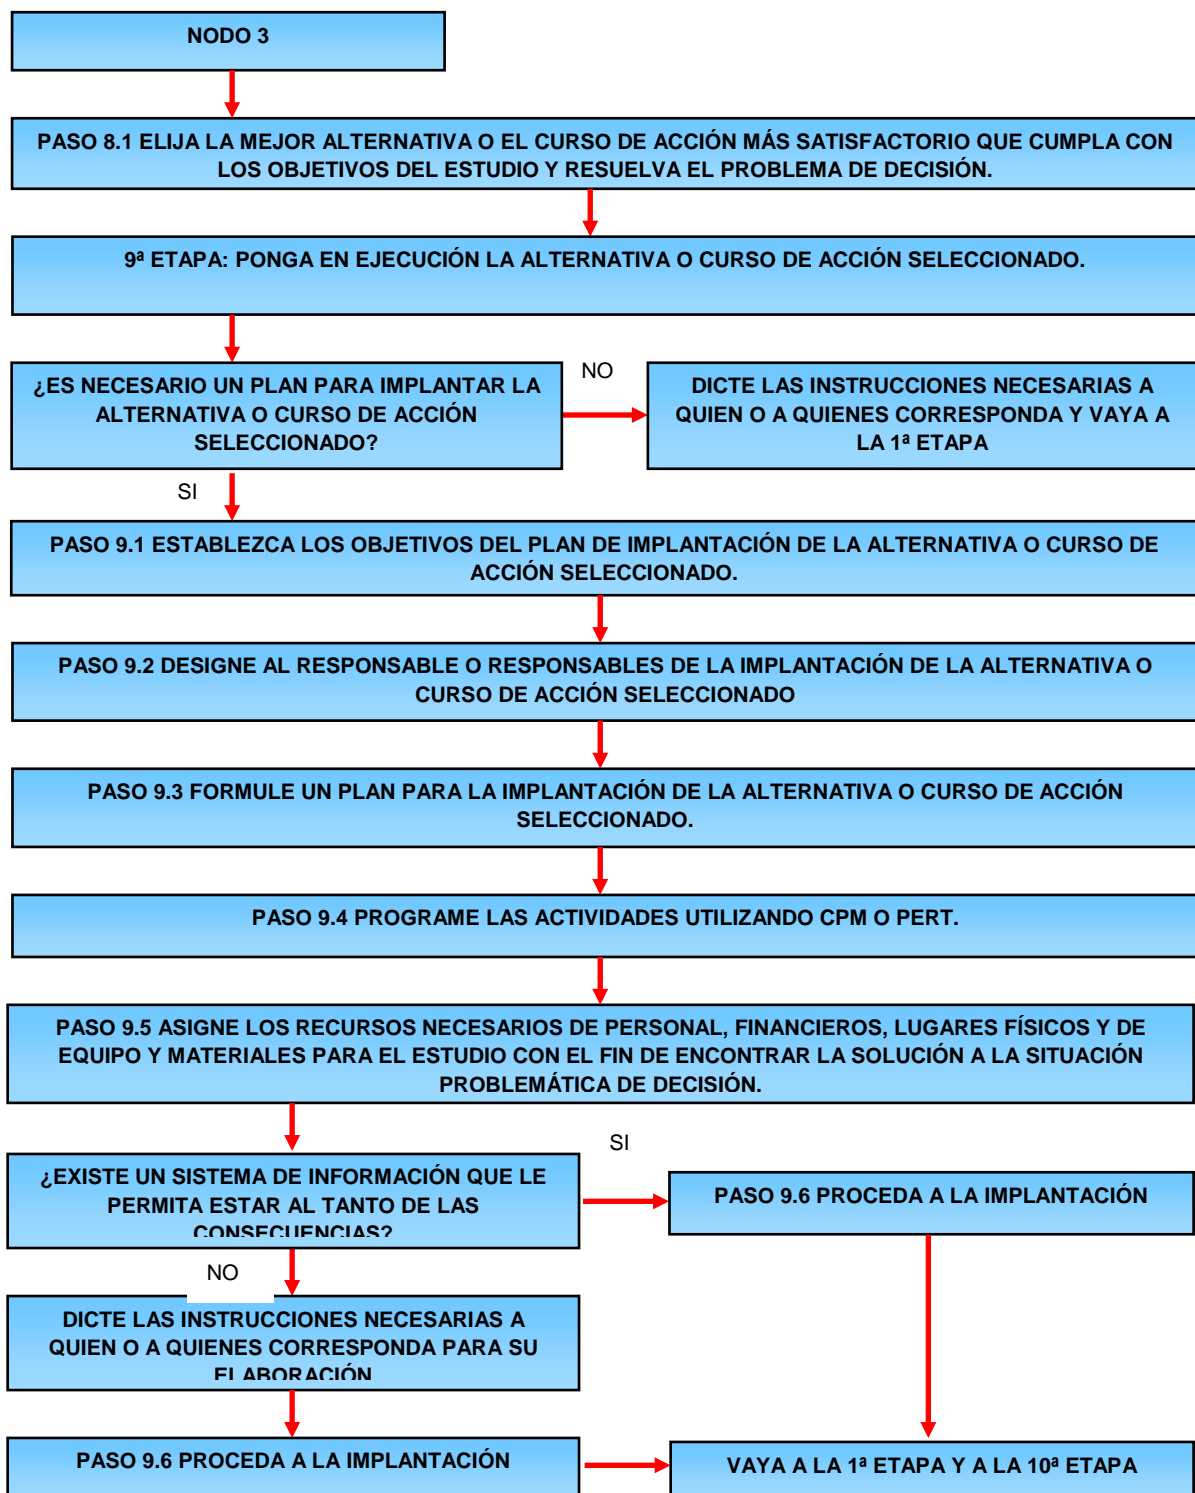 NODO 3
PASO 8.1 ELIJA LA MEJOR ALTERNATIVA O EL CURSO DE ACCIÓN MÁS SATISFACTORIO QUE CUMPLA CON
LOS OBJETIVOS DEL ESTUDIO Y RESUELVA EL PROBLEMA DE DECISIÓN.
9ª ETAPA: PONGA EN EJECUCIÓN LA ALTERNATIVA O CURSO DE ACCIÓN SELECCIONADO.
¿ES NECESARIO UN PLAN PARA IMPLANTAR LA
ALTERNATIVA O CURSO DE ACCIÓN
SELECCIONADO?
NO
DICTE LAS INSTRUCCIONES NECESARIAS A
QUIEN O A QUIENES CORRESPONDA Y VAYA A
LA 1ª ETAPA
SI
PASO 9.1 ESTABLEZCA LOS OBJETIVOS DEL PLAN DE IMPLANTACIÓN DE LA ALTERNATIVA O CURSO DE
ACCIÓN SELECCIONADO.
PASO 9.2 DESIGNE AL RESPONSABLE O RESPONSABLES DE LA IMPLANTACIÓN DE LA ALTERNATIVA O
CURSO DE ACCIÓN SELECCIONADO
PASO 9.3 FORMULE UN PLAN PARA LA IMPLANTACIÓN DE LA ALTERNATIVA O CURSO DE ACCIÓN
SELECCIONADO.
PASO 9.4 PROGRAME LAS ACTIVIDADES UTILIZANDO CPM O PERT.
PASO 9.5 ASIGNE LOS RECURSOS NECESARIOS DE PERSONAL, FINANCIEROS, LUGARES FÍSICOS Y DE
EQUIPO Y MATERIALES PARA EL ESTUDIO CON EL FIN DE ENCONTRAR LA SOLUCIÓN A LA SITUACIÓN
PROBLEMÁTICA DE DECISIÓN.
¿EXISTE UN SISTEMA DE INFORMACIÓN QUE LE
PERMITA ESTAR AL TANTO DE LAS
CONSECUENCIAS?
SI
PASO 9.6 PROCEDA A LA IMPLANTACIÓN
NO
DICTE LAS INSTRUCCIONES NECESARIAS A
QUIEN O A QUIENES CORRESPONDA PARA SU
ELABORACIÓN
PASO 9.6 PROCEDA A LA IMPLANTACIÓN
VAYA A LA 1ª ETAPA Y A LA 10ª ETAPA